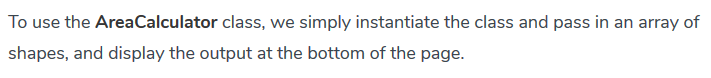 To use the AreaCalculator class, we simply instantiate the class and pass in an array of
shapes, and display the output at the bottom of the page.